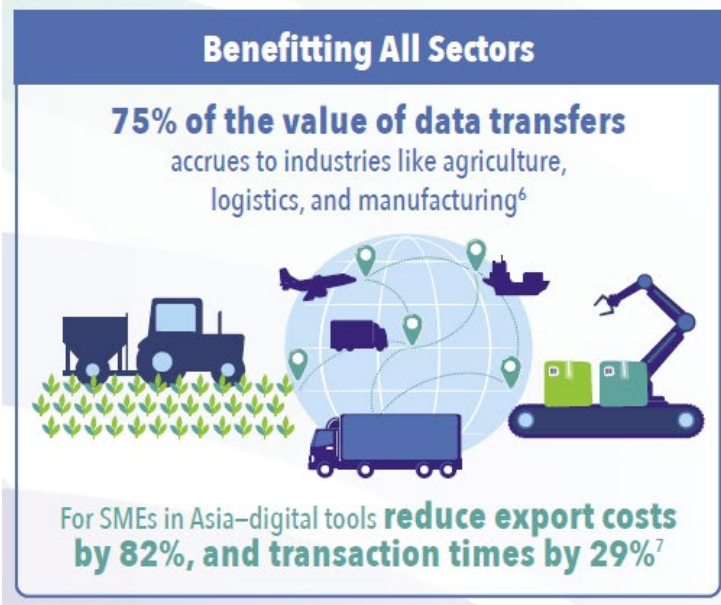 Benefitting All Sectors
75% of the value of data transfers
accrues to industries like agriculture,
logistics, and manufacturing⁶
For SMEs in Asia–digital tools reduce export costs
by 82%, and transaction times by 29%⁷